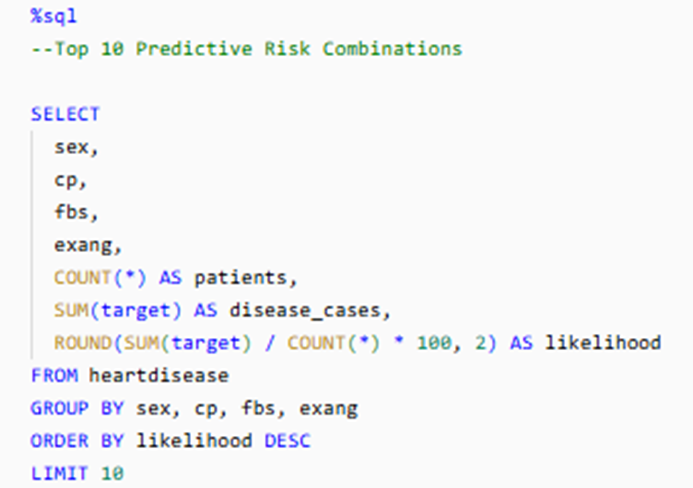 %sql
--Top 10 Predictive Risk Combinations
SELECT
sex,
cp,
fbs,
exang,
COUNT(*) AS patients,
SUM(target) AS disease_cases,
ROUND(SUM(target) / COUNT(*) * 100, 2) AS likelihood
FROM heartdisease
GROUP BY sex, cp, fbs, exang
ORDER BY likelihood DESC
LIMIT 10